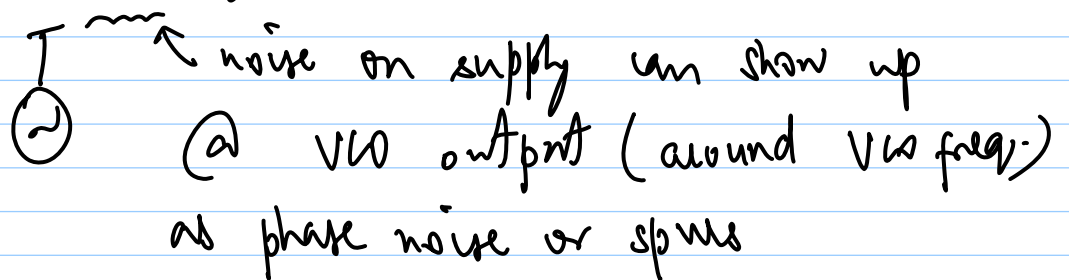 noise on supply can show up
@ VCO output (around VCO freq.)
as phase noise or spurs